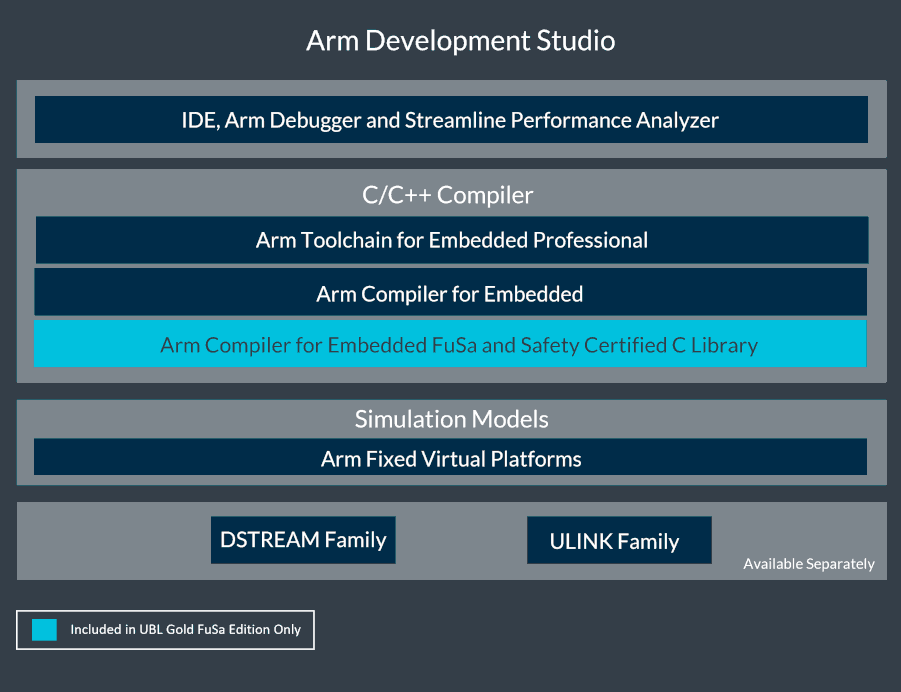 Arm Development Studio
IDE, Arm Debugger and Streamline Performance Analyzer
C/C++ Compiler
Arm Toolchain for Embedded Professional
Arm Compiler for Embedded
Arm Compiler for Embedded FuSa and Safety Certified C Library
Simulation Models
Arm Fixed Virtual Platforms
DSTREAM Family
ULINK Family
Available Separately
Included in UBL Gold FuSa Edition Only